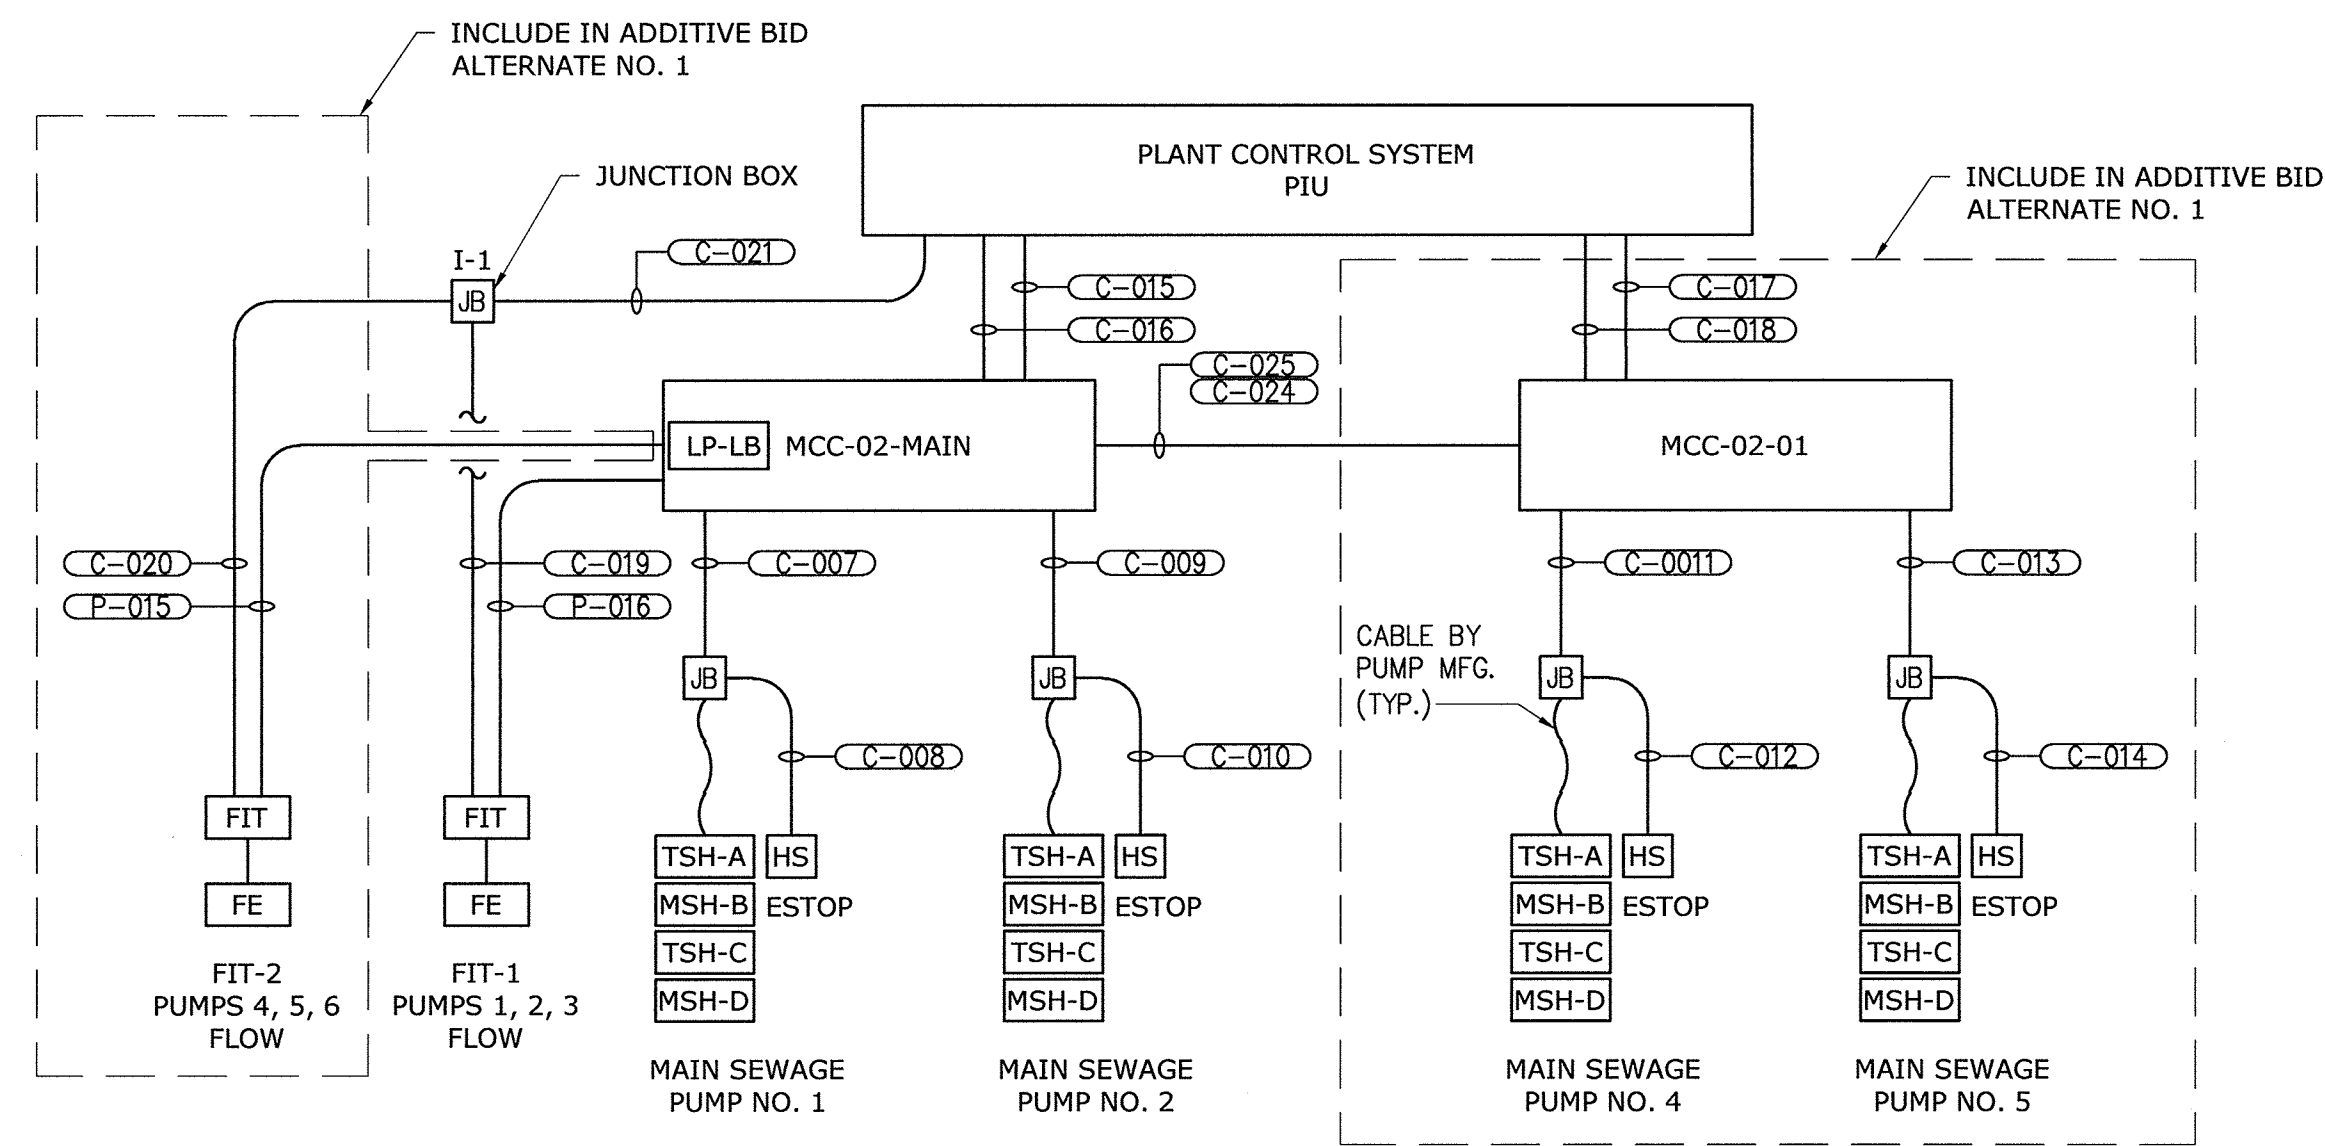 INCLUDE IN ADDITIVE BID
ALTERNATE NO. 1
PLANT CONTROL SYSTEM
PIU
JUNCTION BOX
INCLUDE IN ADDITIVE BID
ALTERNATE NO. 1
I-1
JB
C-021
C-015
C-016
C-017
C-018
C-025
C-024
LP-LB
MCC-02-MAIN
MCC-02-01
C-020
P-015
C-019
P-016
C-007
C-009
C-0011
C-013
CABLE BY
PUMP MFG.
(TYP.)
JB
JB
JB
JB
C-008
C-010
C-012
C-014
FIT
FE
FIT-2
PUMPS 4, 5, 6
FLOW
FIT
FE
FIT-1
PUMPS 1, 2, 3
FLOW
TSH-A
HS
MSH-B
ESTOP
TSH-C
MSH-D
MAIN SEWAGE
PUMP NO. 1
TSH-A
HS
MSH-B
ESTOP
TSH-C
MSH-D
MAIN SEWAGE
PUMP NO. 2
TSH-A
HS
MSH-B
ESTOP
TSH-C
MSH-D
MAIN SEWAGE
PUMP NO. 4
TSH-A
HS
MSH-B
ESTOP
TSH-C
MSH-D
MAIN SEWAGE
PUMP NO. 5